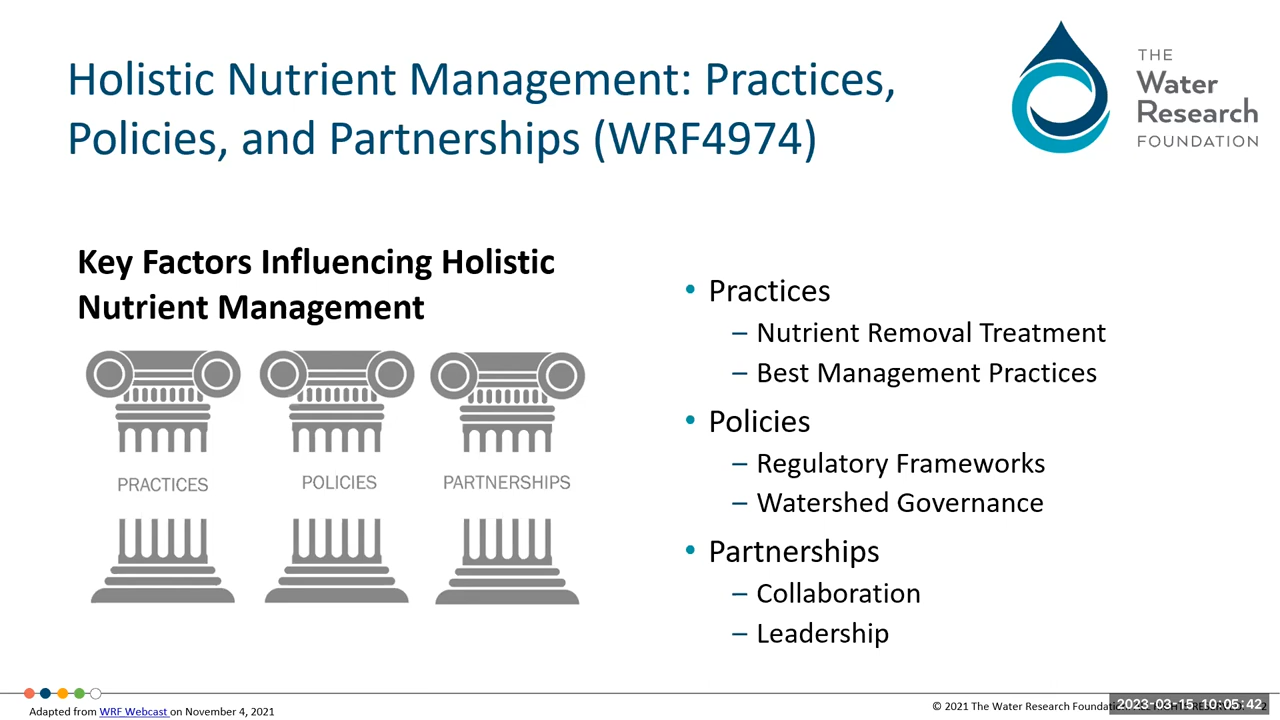 Holistic Nutrient Management: Practices,
Policies, and Partnerships (WRF4974)
THE
Water
Research
FOUNDATION
Key Factors Influencing Holistic
Nutrient Management
PRACTICES
POLICIES
PARTNERSHIPS
• Practices
– Nutrient Removal Treatment
– Best Management Practices
• Policies
– Regulatory Frameworks
– Watershed Governance
• Partnerships
– Collaboration
– Leadership
Adapted from WRF Webcast on November 4, 2021
© 2021 The Water Research
2023-03-15 10:05:42